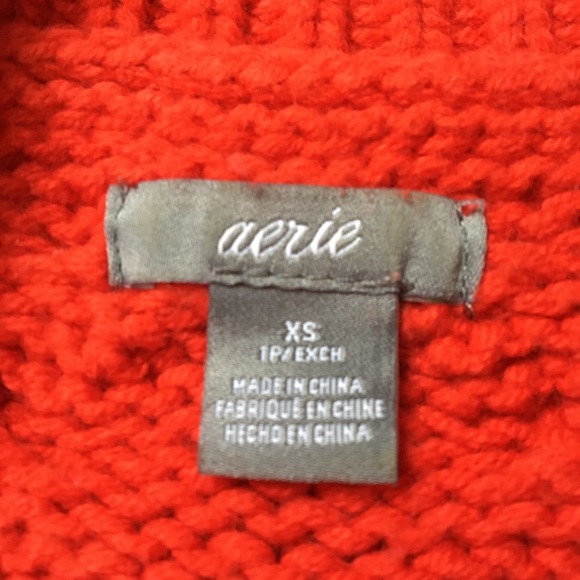 aerie
XS
1P/EXCH
MADE IN CHINA
FABRIQUÉ EN CHINE
HECHO EN CHINA